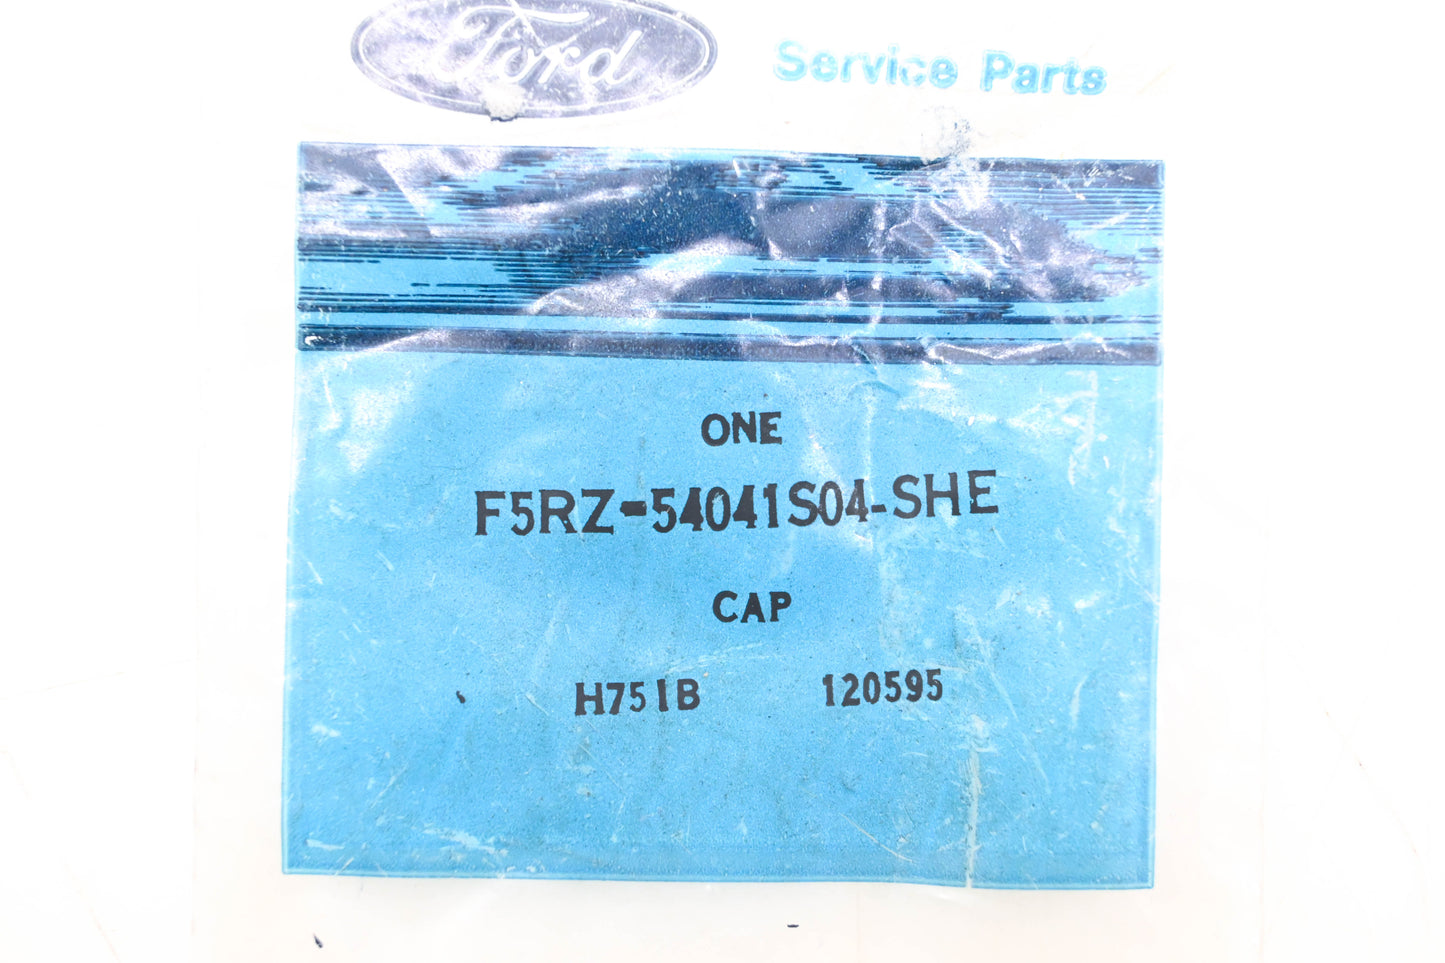 Ford Service Parts
ONE
F5RZ-54041S04-SHE
CAP
H751B 120595